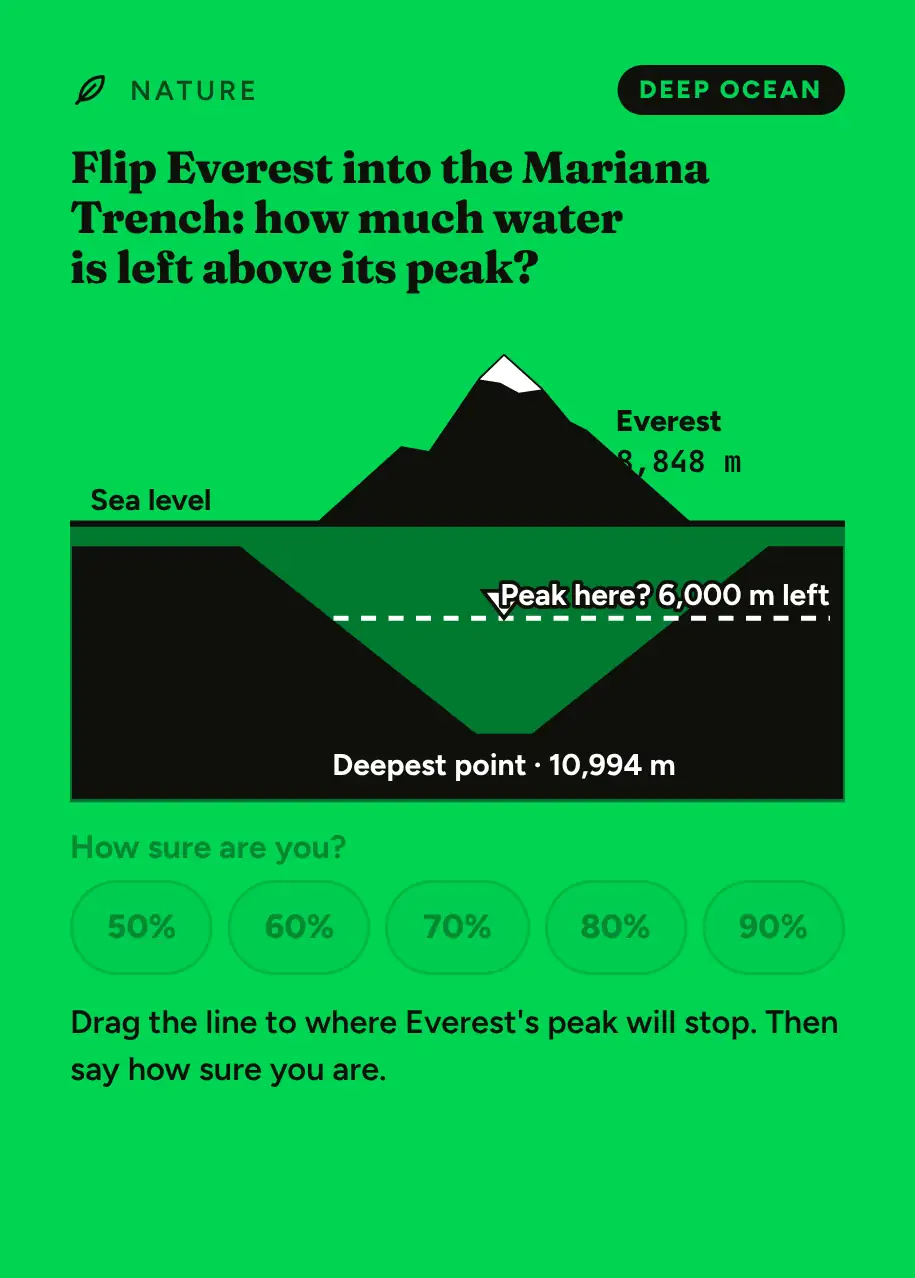 NATURE
DEEP OCEAN
Flip Everest into the Mariana
Trench: how much water
is left above its peak?
Everest
8,848 m
Sea level
Peak here? 6,000 m left
Deepest point · 10,994 m
How sure are you?
50%
60%
70%
80%
90%
Drag the line to where Everest's peak will stop. Then
say how sure you are.